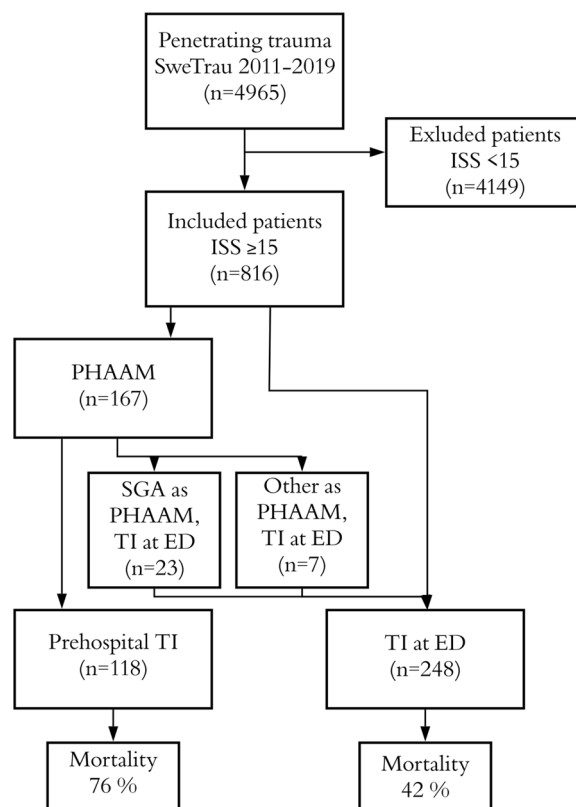 Penetrating trauma
SweTrau 2011-2019
(n=4965)
Exluded patients
ISS <15
(n=4149)
Included patients
ISS ≥15
(n=816)
PHAAM
(n=167)
SGA as
PHAAM,
TI at ED
(n=23)
Other as
PHAAM,
TI at ED
(n=7)
Prehospital TI
(n=118)
TI at ED
(n=248)
Mortality
76 %
Mortality
42 %